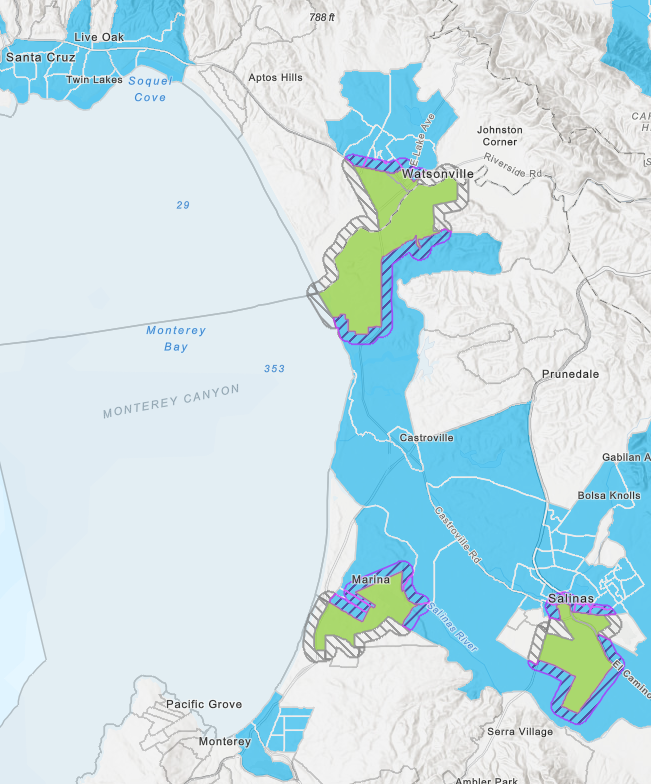 788 ft
Live Oak
Santa Cruz
Twin Lakes
Soquel
Cove
Aptos Hills
E Lake Ave
Johnston
Corner
Riverside Rd
Watsonville
29
Monterey
Bay
353
MONTEREY CANYON
Prunedale
Castroville
Gabilan A
Bolsa Knolls
Castroville Rd
Marina
Salinas
Salinas River
El Camino
Pacific Grove
Monterey
Serra Village
Ambler Park